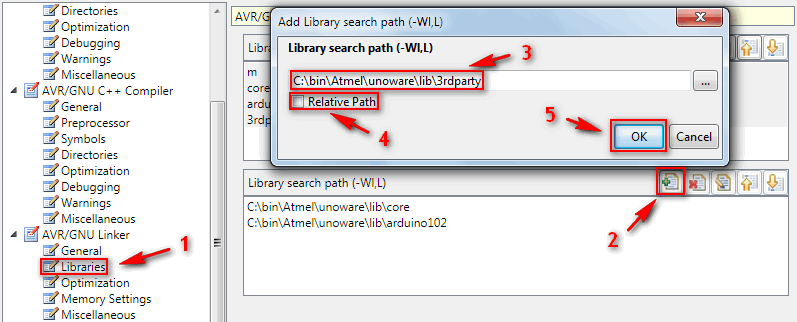 Directories
Optimization
Debugging
Warnings
Miscellaneous
AVR/GNU C++ Compiler
General
Preprocessor
Symbols
Directories
Optimization
Debugging
Warnings
Miscellaneous
AVR/GNU Linker
General
Libraries
Optimization
Memory Settings
Miscellaneous
1
AVR/G
Add Library search path (-Wl,L)
Library search path (-Wl,L)
3
C:\bin\Atmel\unoware\lib\3rdparty
...
Relative Path
4
5
OK
Cancel
m
core
ardu
3rdp
Library search path (-Wl,L)
2
C:\bin\Atmel\unoware\lib\core
C:\bin\Atmel\unoware\lib\arduino102